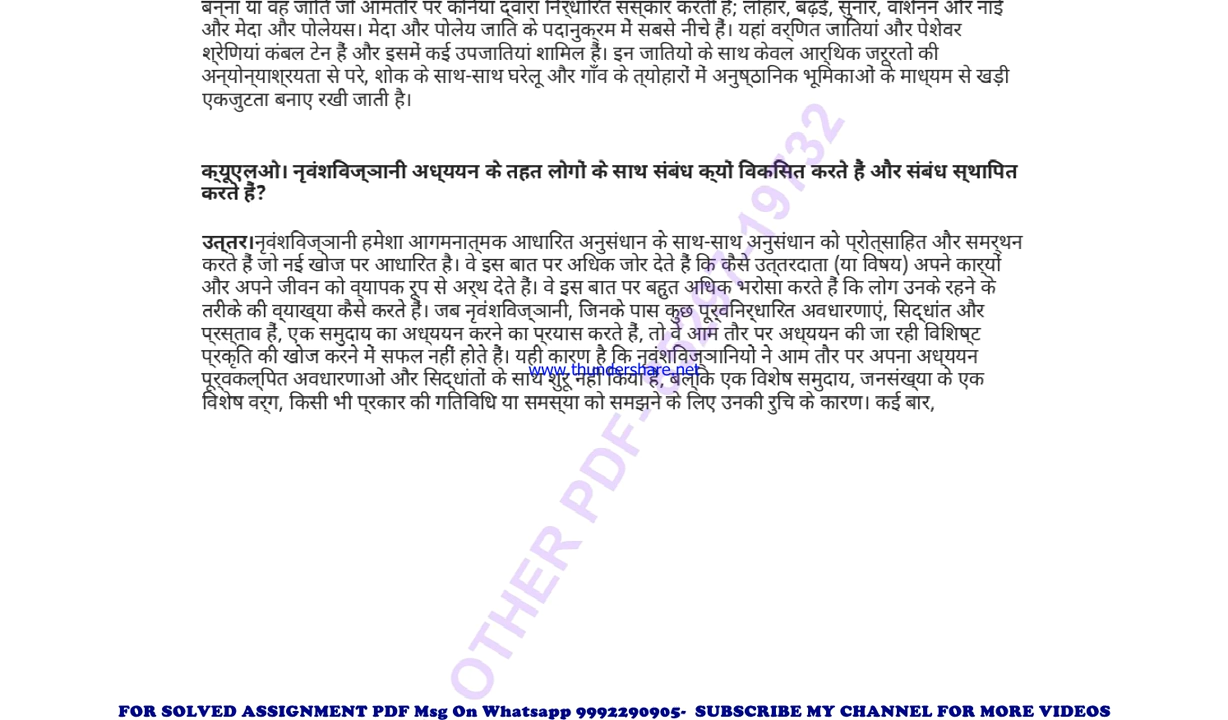 बन्ना या वह जाति जो आमतौर पर कोनिया द्वारा निर्धारित संस्कार करती है; लोहार, बढ़ई, सुनार, वाशर्नन और नाई
और मेदा और पोलेयस। मेदा और पोलेय जाति के पदानुक्रम में सबसे नीचे हैं। यहां वर्णित जातियां और पेशेवर
श्रेणियां कंबल टेन हैं और इसमें कई उपजातियां शामिल हैं। इन जातियों के साथ केवल आर्थिक जरूरतों की
अन्योन्याश्रयता से परे, शोक के साथ-साथ घरेलू और गाँव के त्योहारों में अनुष्ठानिक भूमिकाओं के माध्यम से खड़ी
एकजुटता बनाए रखी जाती है।
क्यूएलओ। नृवंशविज्ञानी अध्ययन के तहत लोगों के साथ संबंध क्यों विकसित करते हैं और संबंध स्थापित
करते हैं?
उत्तर।नृवंशविज्ञानी हमेशा आगमनात्मक आधारित अनुसंधान के साथ-साथ अनुसंधान को प्रोत्साहित और समर्थन
करते हैं जो नई खोज पर आधारित है। वे इस बात पर अधिक जोर देते हैं कि कैसे उत्तरदाता (या विषय) अपने कार्यों
और अपने जीवन को व्यापक रूप से अर्थ देते हैं। वे इस बात पर बहुत अधिक भरोसा करते हैं कि लोग उनके रहने के
तरीके की व्याख्या कैसे करते हैं। जब नृवंशविज्ञानी, जिनके पास कुछ पूर्वनिर्धारित अवधारणाएं, सिद्धांत और
प्रस्ताव हैं, एक समुदाय का अध्ययन करने का प्रयास करते हैं, तो वे आम तौर पर अध्ययन की जा रही विशिष्ट
प्रकृति की खोज करने में सफल नहीं होते हैं। यही कारण है कि नृवंशविज्ञानियों ने आम तौर पर अपना अध्ययन
पूर्वकल्पित अवधारणाओं और सिद्धांतों के साथ शुरू नहीं किया है, बल्कि एक विशेष समुदाय, जनसंख्या के एक
www.thundershare.net
विशेष वर्ग, किसी भी प्रकार की गतिविधि या समस्या को समझने के लिए उनकी रुचि के कारण। कई बार,
FOR SOLVED ASSIGNMENT PDF Msg On Whatsapp 9992290905- SUBSCRIBE MY CHANNEL FOR MORE VIDEOS